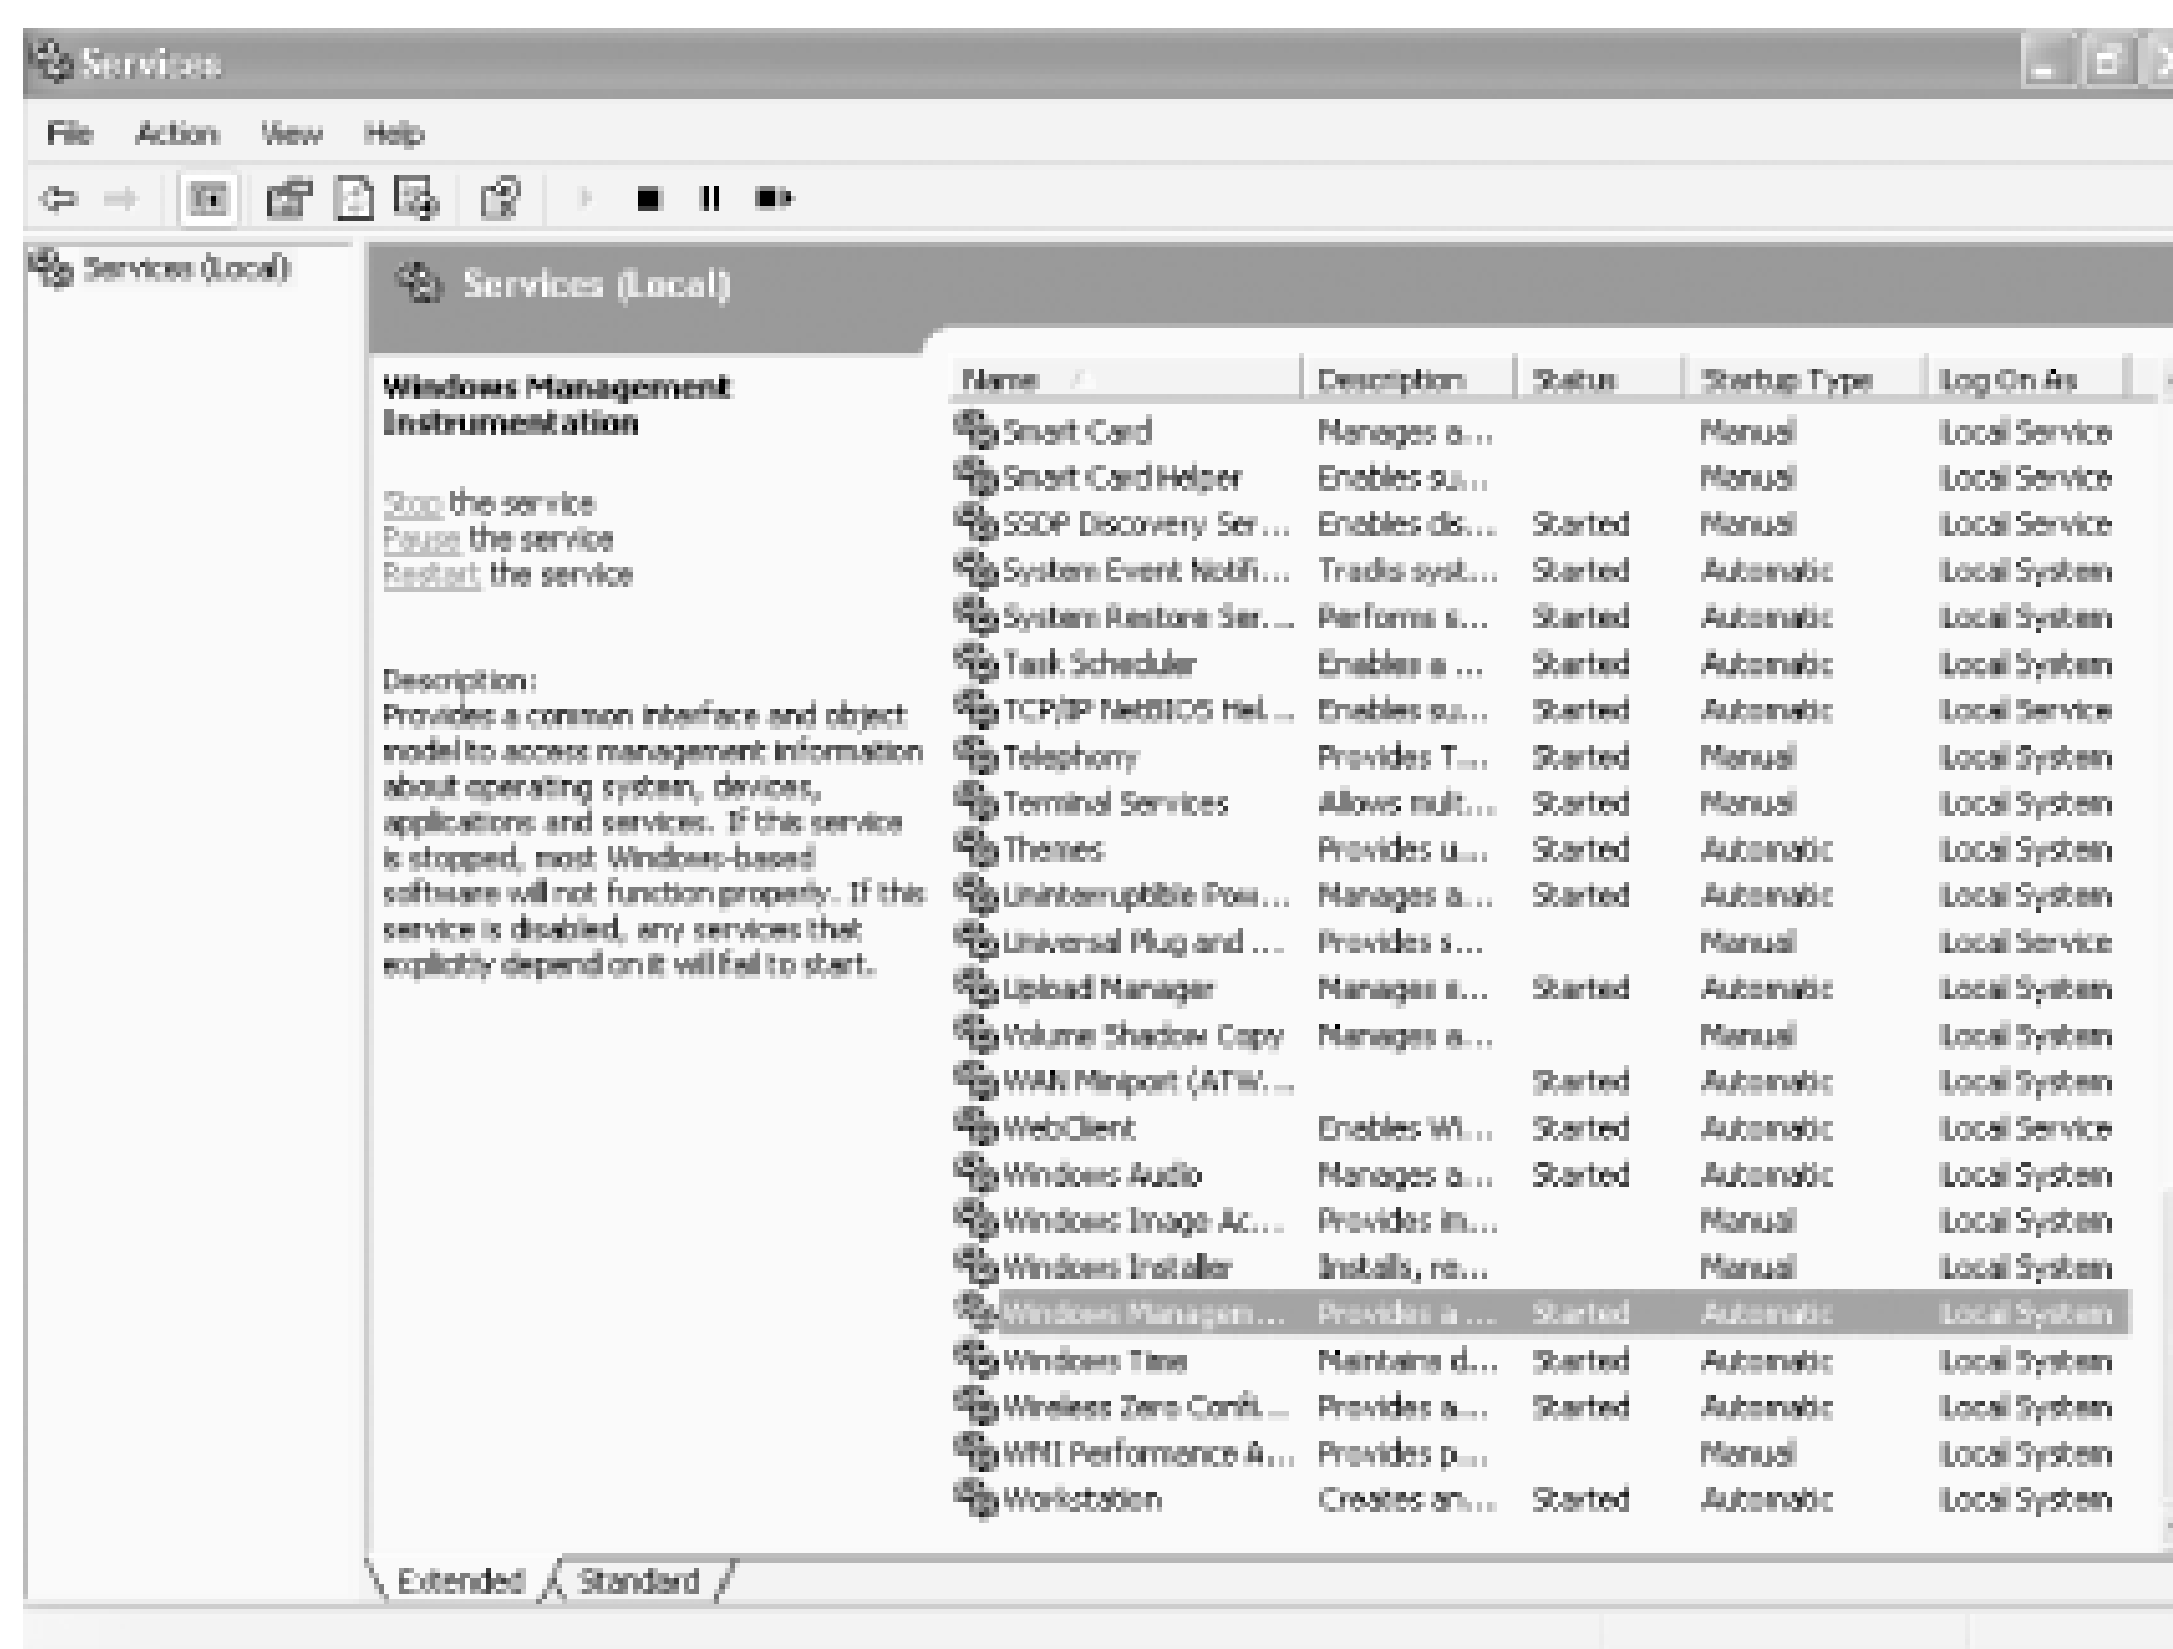 Services
File Action View Help
Services (Local)
Services (Local)
Windows Management
Instrumentation
Stop the service
Pause the service
Restart the service
Description:
Provides a common interface and object
model to access management information
about operating system, devices,
applications and services. If this service
is stopped, most Windows-based
software will not function properly. If this
service is disabled, any services that
explicitly depend on it will fail to start.
Name Description Status Startup Type Log On As
Smart Card Manages a... Manual Local Service
Smart Card Helper Enables su... Manual Local Service
SSDP Discovery Ser... Enables dis... Started Manual Local Service
System Event Notifi... Tracks syst... Started Automatic Local System
System Restore Ser... Performs s... Started Automatic Local System
Task Scheduler Enables a ... Started Automatic Local System
TCP/IP NetBIOS Hel... Enables su... Started Automatic Local Service
Telephony Provides T... Started Manual Local System
Terminal Services Allows mult... Started Manual Local System
Themes Provides u... Started Automatic Local System
Uninterruptible Pow... Manages a... Started Automatic Local System
Universal Plug and ... Provides s... Manual Local Service
Upload Manager Manages s... Started Automatic Local System
Volume Shadow Copy Manages a... Manual Local System
WAN Miniport (ATW... Started Automatic Local System
WebClient Enables Wi... Started Automatic Local Service
Windows Audio Manages a... Started Automatic Local System
Windows Image Ac... Provides im... Manual Local System
Windows Installer Installs, re... Manual Local System
Windows Managem... Provides a ... Started Automatic Local System
Windows Time Maintains d... Started Automatic Local System
Wireless Zero Confi... Provides a... Started Automatic Local System
WMI Performance A... Provides p... Manual Local System
Workstation Creates an... Started Automatic Local System
Extended Standard